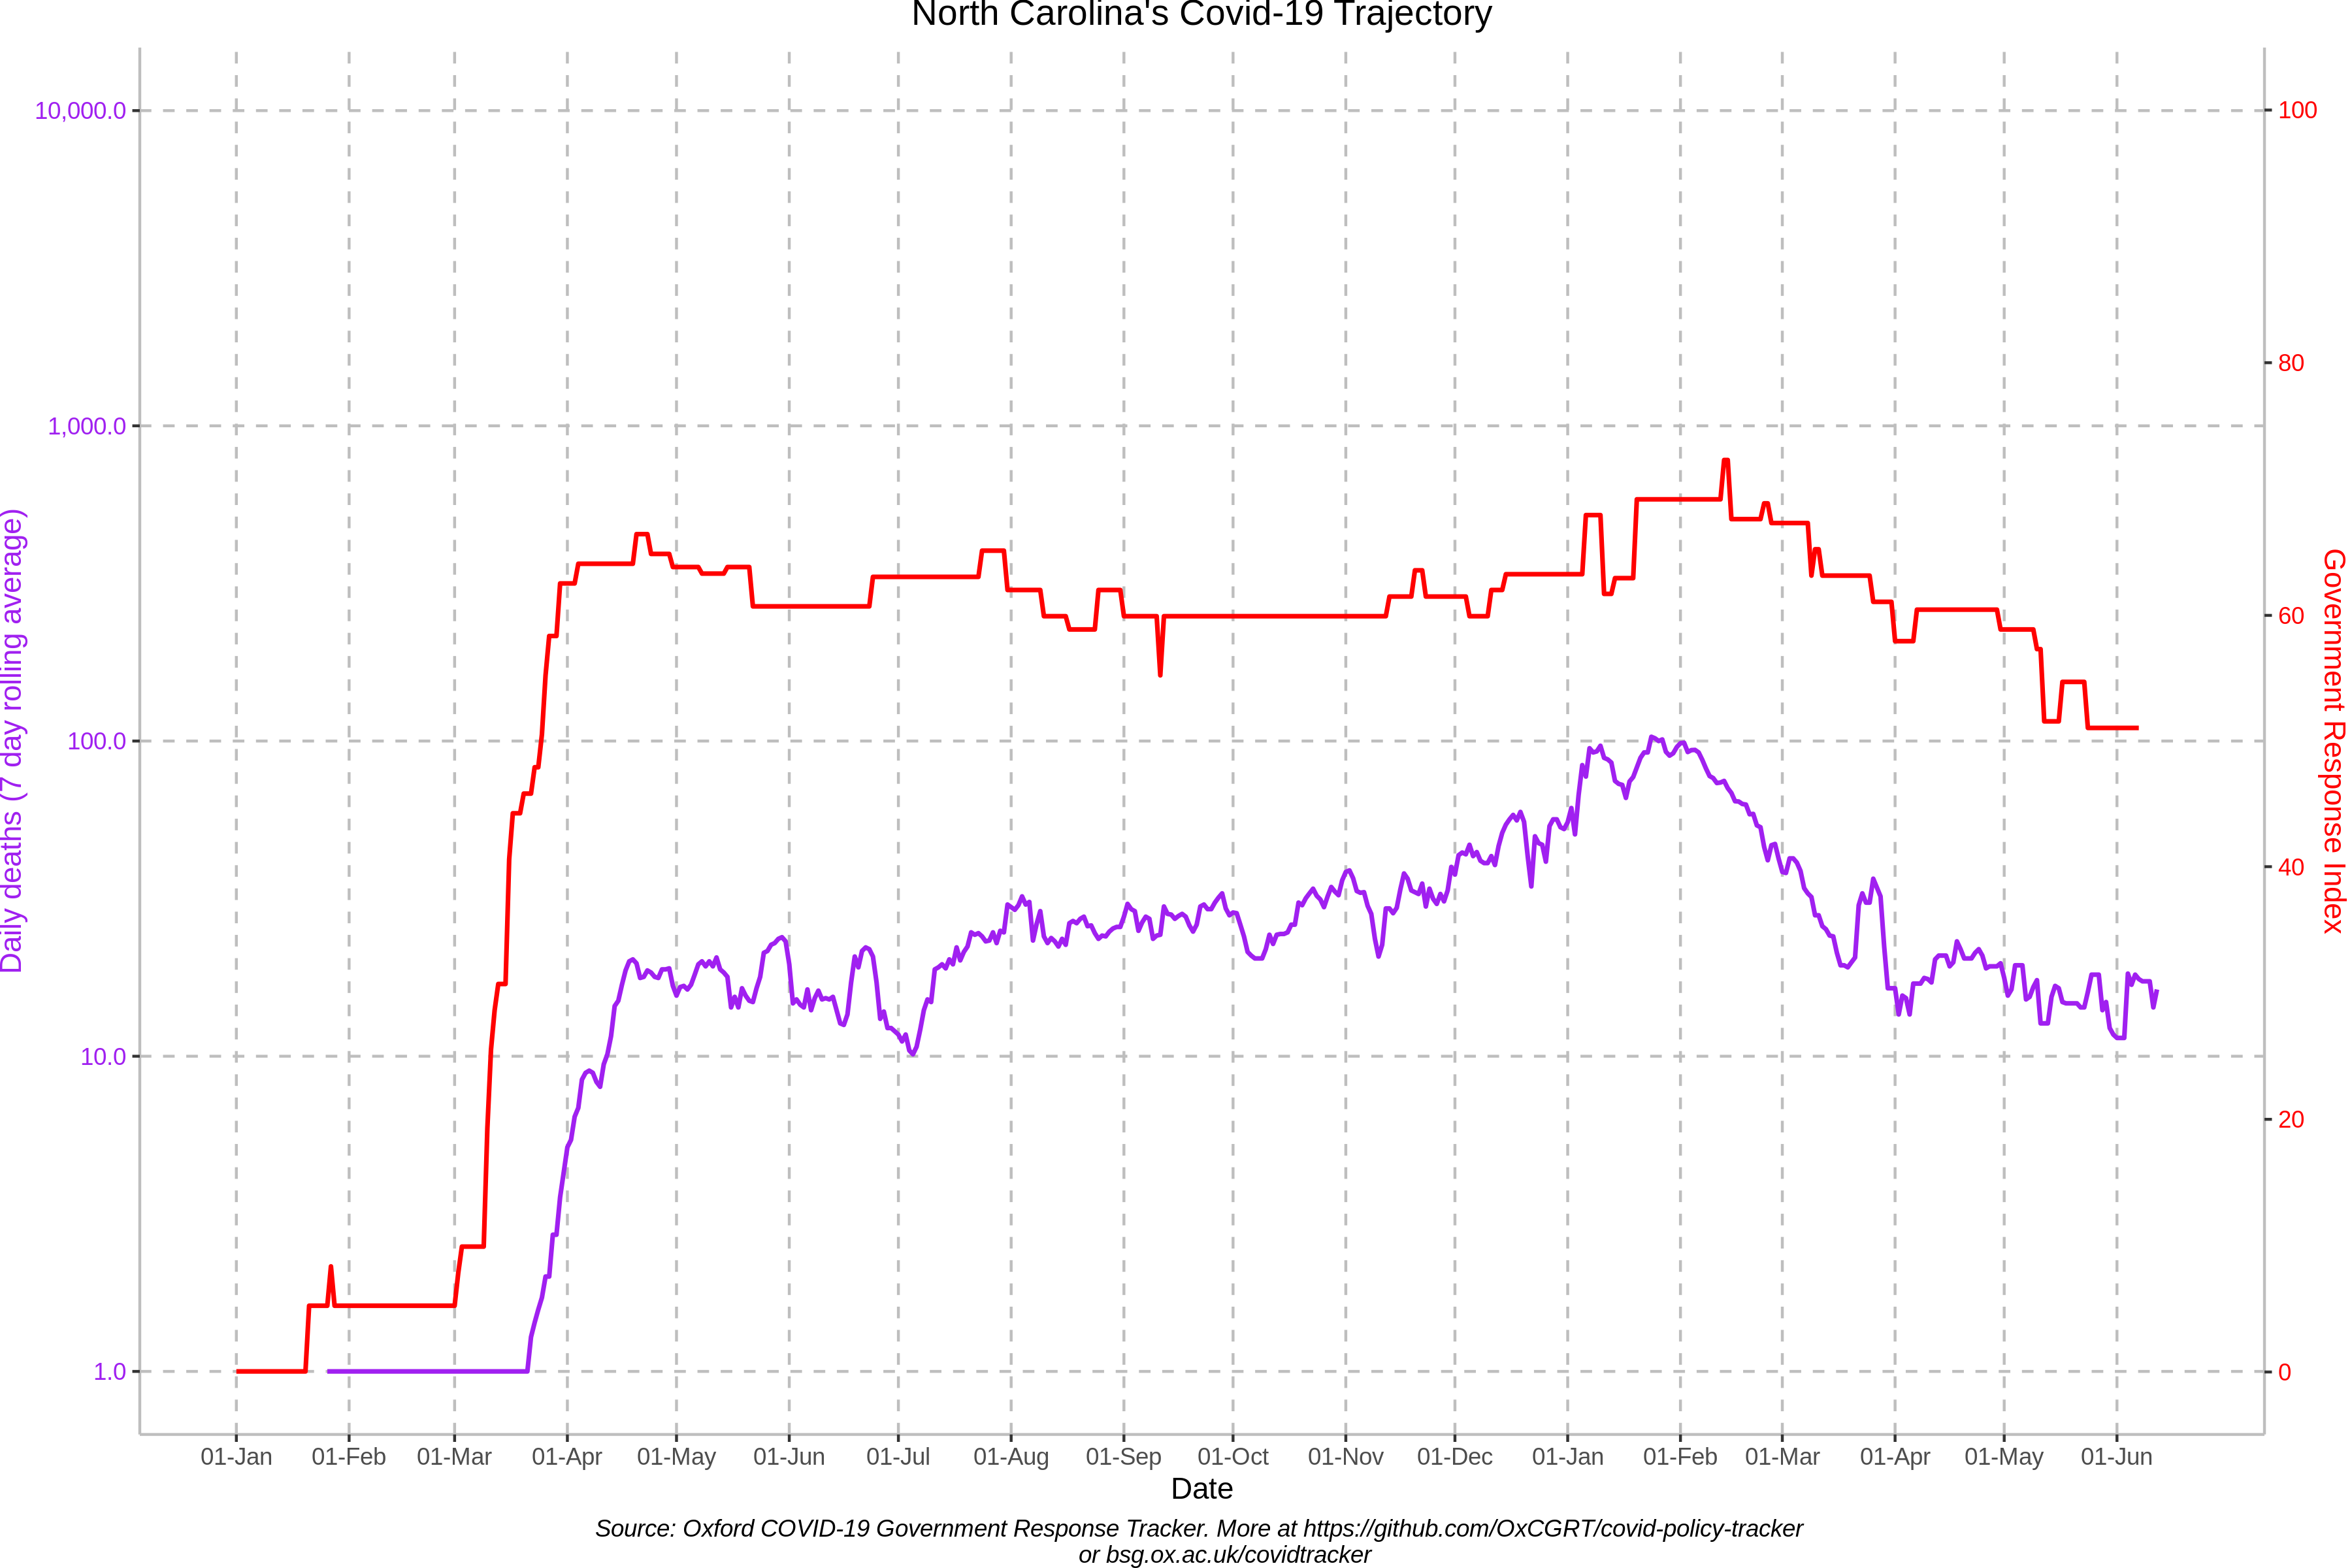 North Carolina's Covid-19 Trajectory
10,000.0
1,000.0
100.0
10.0
1.0
Daily deaths (7 day rolling average)
100
80
60
40
20
0
Government Response Index
01-Jan 01-Feb 01-Mar 01-Apr 01-May 01-Jun 01-Jul 01-Aug 01-Sep 01-Oct 01-Nov 01-Dec 01-Jan 01-Feb 01-Mar 01-Apr 01-May 01-Jun
Date
Source: Oxford COVID-19 Government Response Tracker. More at https://github.com/OxCGRT/covid-policy-tracker
or bsg.ox.ac.uk/covidtracker